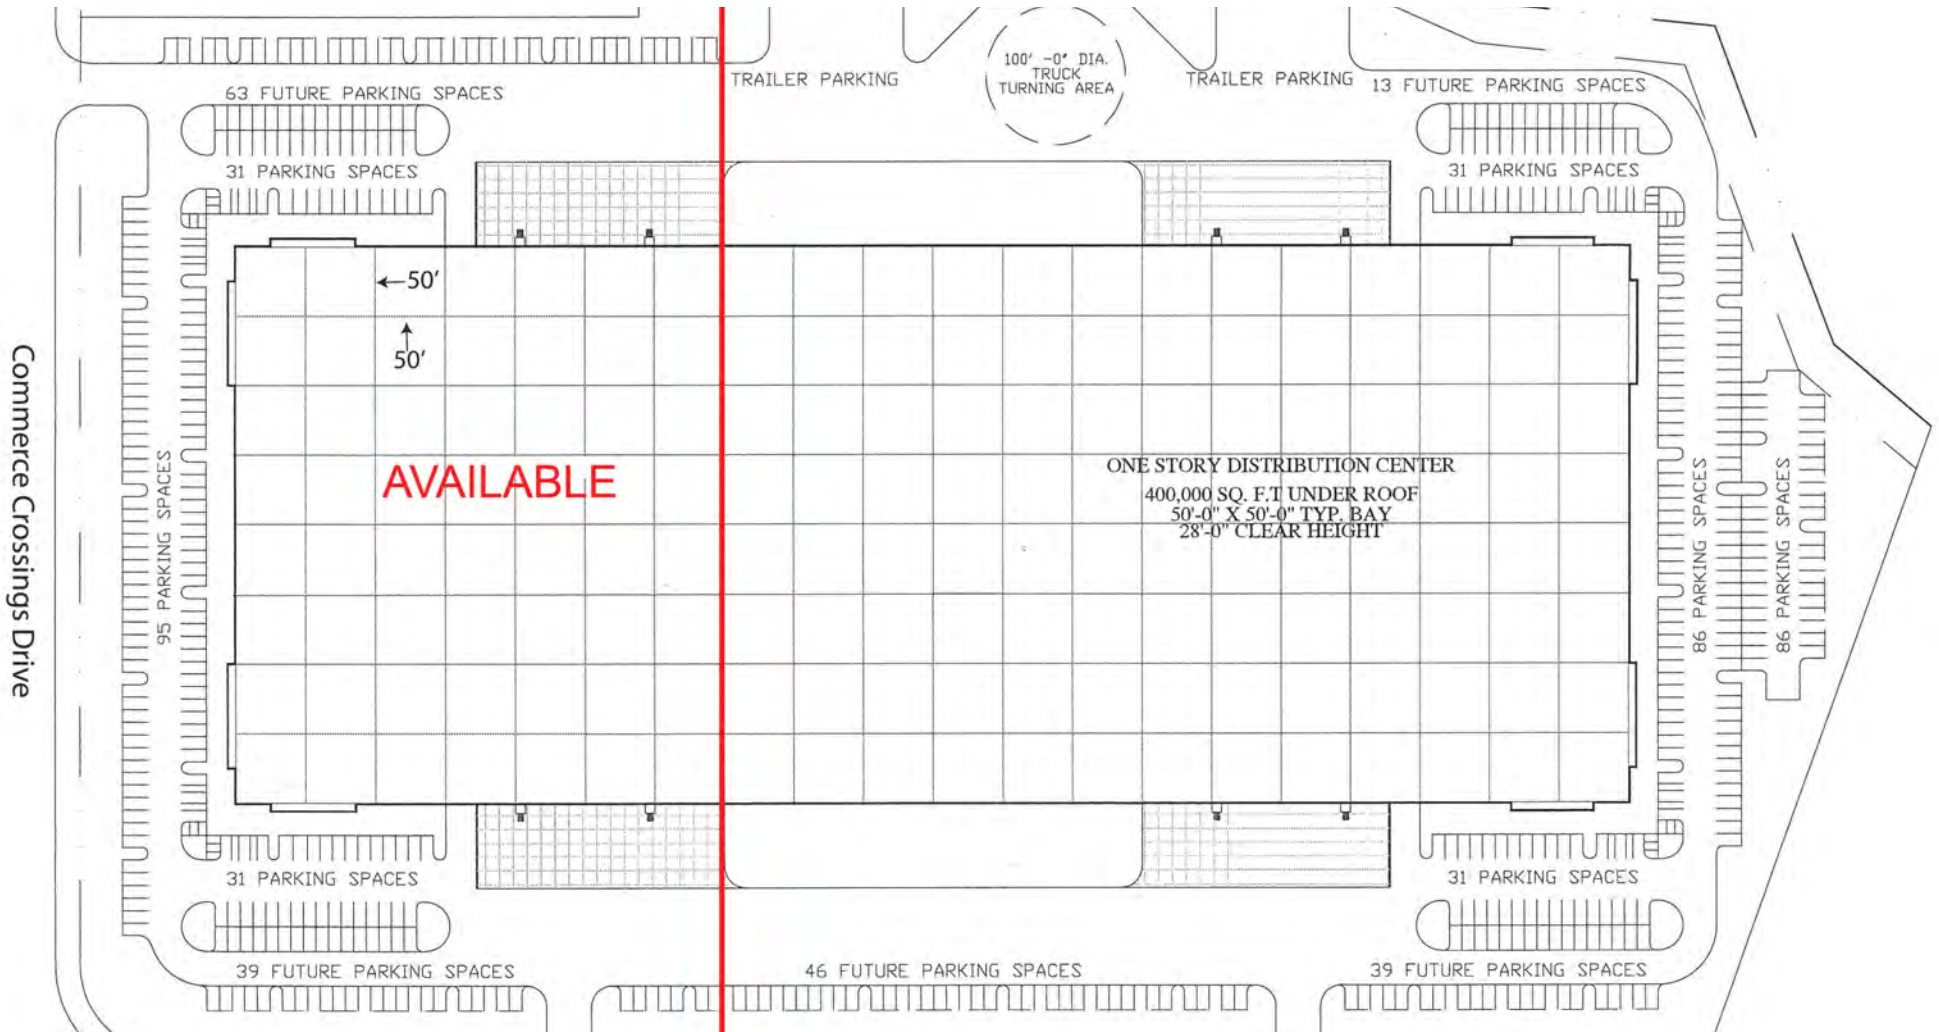 TRAILER PARKING
100' -0" DIA.
TRUCK
TURNING AREA
TRAILER PARKING
13 FUTURE PARKING SPACES
63 FUTURE PARKING SPACES
31 PARKING SPACES
31 PARKING SPACES
50'
50'
Commerce Crossings Drive
95 PARKING SPACES
AVAILABLE
ONE STORY DISTRIBUTION CENTER
400,000 SQ. F.T UNDER ROOF
50'-0" X 50'-0" TYP. BAY
28'-0" CLEAR HEIGHT
86 PARKING SPACES
86 PARKING SPACES
31 PARKING SPACES
31 PARKING SPACES
39 FUTURE PARKING SPACES
46 FUTURE PARKING SPACES
39 FUTURE PARKING SPACES